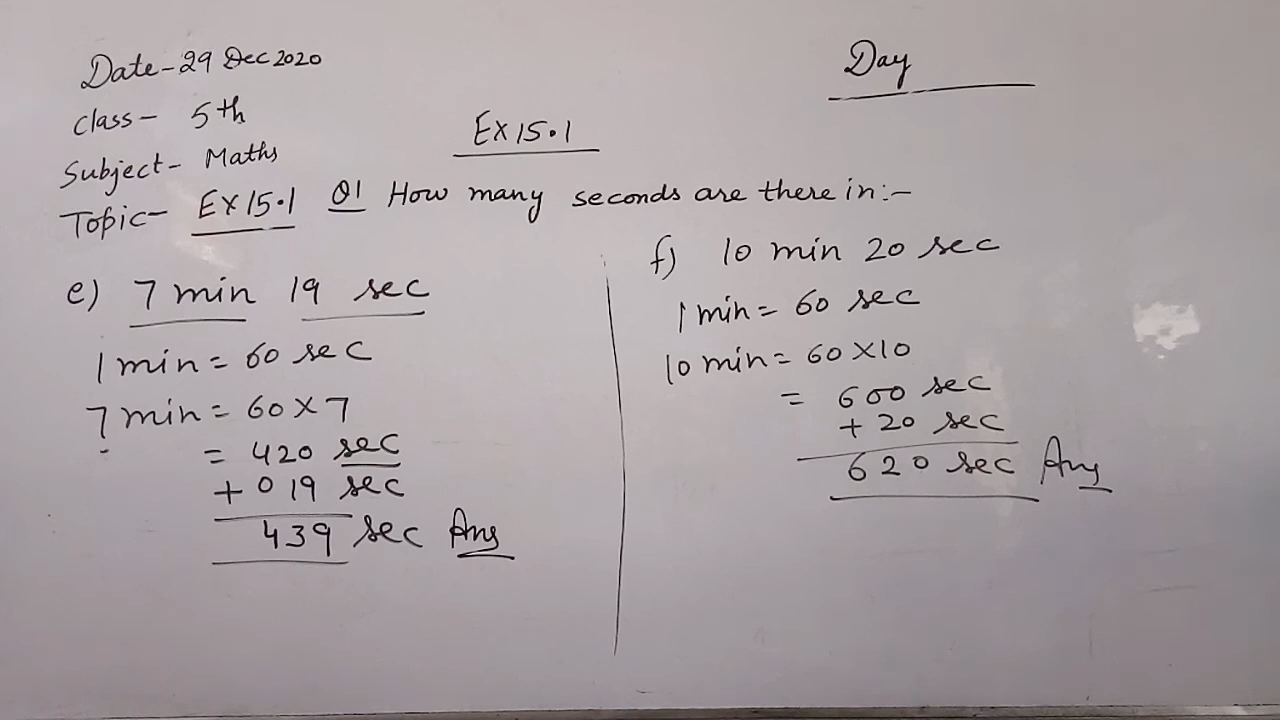 Date-29 Dec 2020
Day
Class- 5th
Ex 15.1
Subject- Maths
Topic- Ex 15.1 Q1 How many seconds are there in:-
e) 7 min 19 sec
1 min = 60 sec
7 min = 60 x 7
= 420 sec
+ 019 sec
439 sec Ans
f) 10 min 20 sec
1 min = 60 sec
10 min = 60 x 10
= 600 sec
+ 20 sec
620 sec Ans